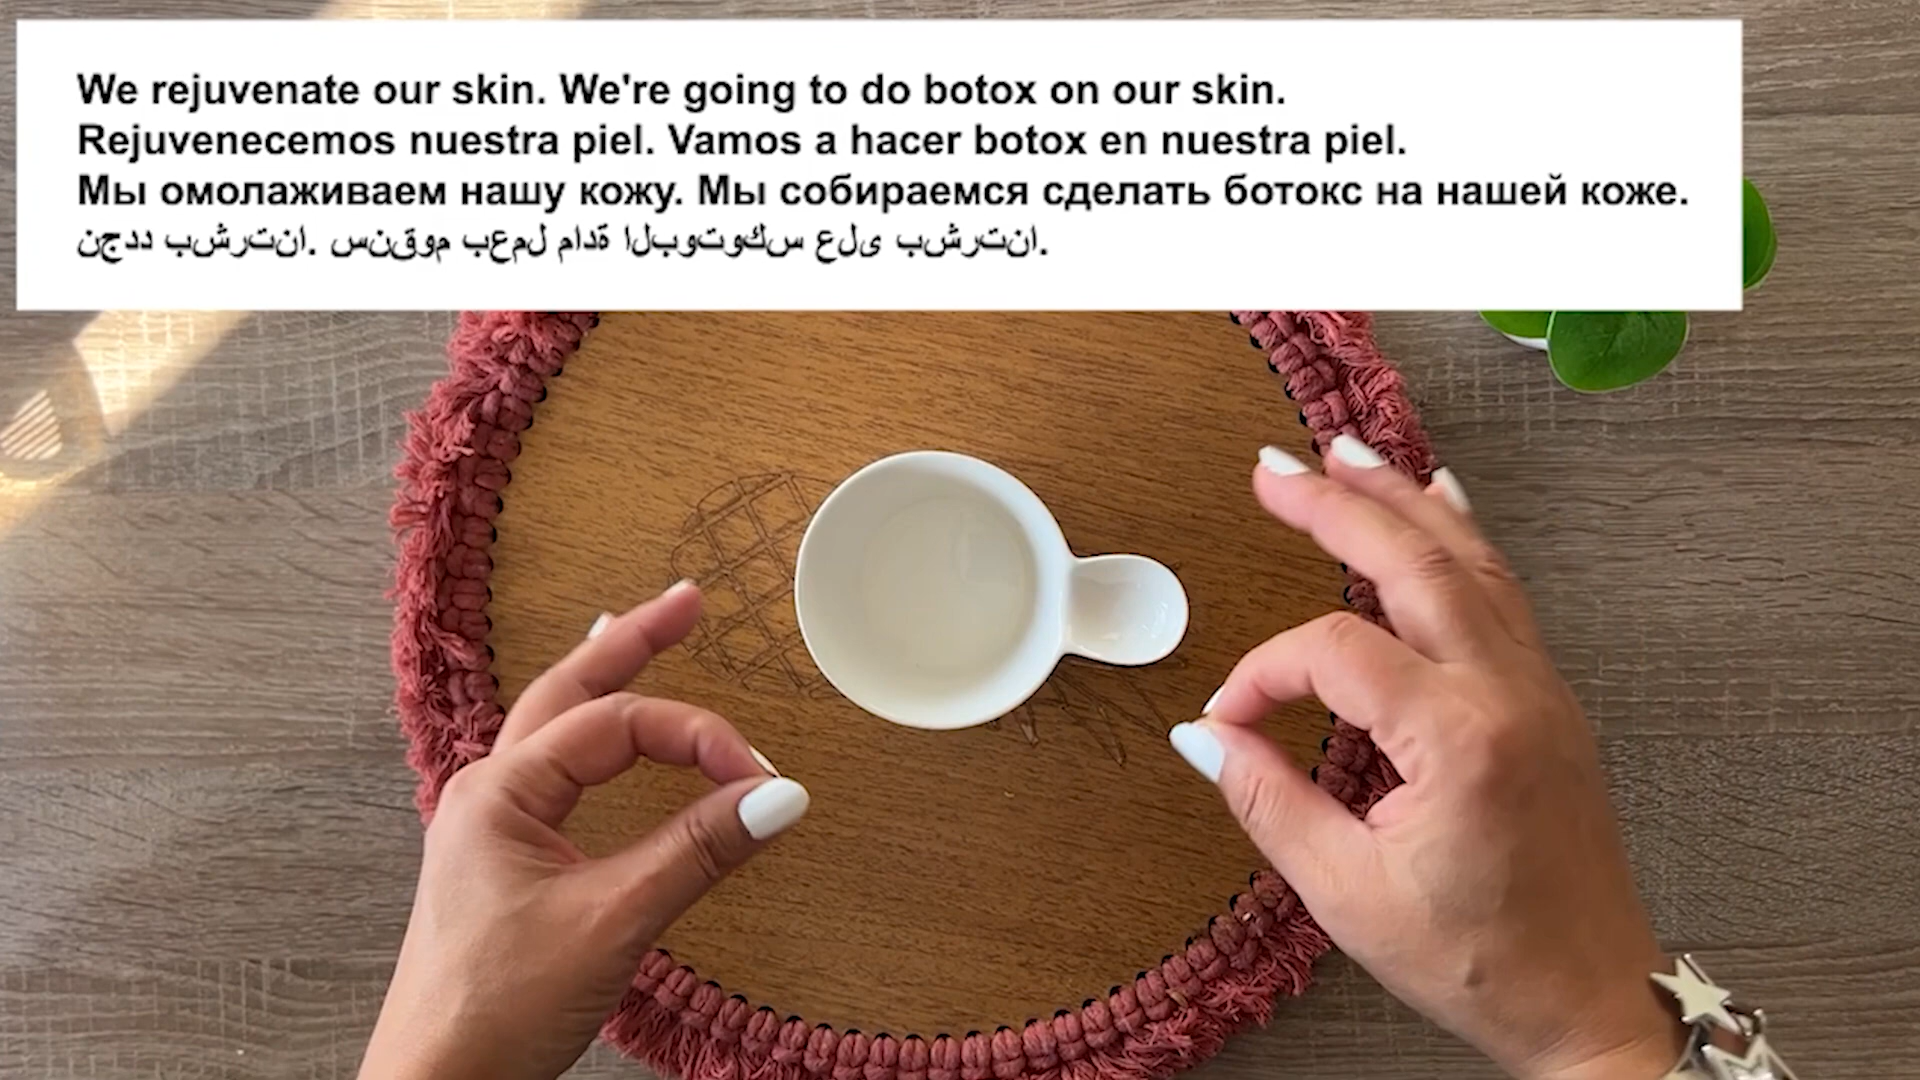 We rejuvenate our skin. We're going to do botox on our skin.
Rejuvenecemos nuestra piel. Vamos a hacer botox en nuestra piel.
Мы омолаживаем нашу кожу. Мы собираемся сделать ботокс на нашей коже.
نجدد بشرتنا. سنقوم بعمل مادة البوتوكس على بشرتنا.